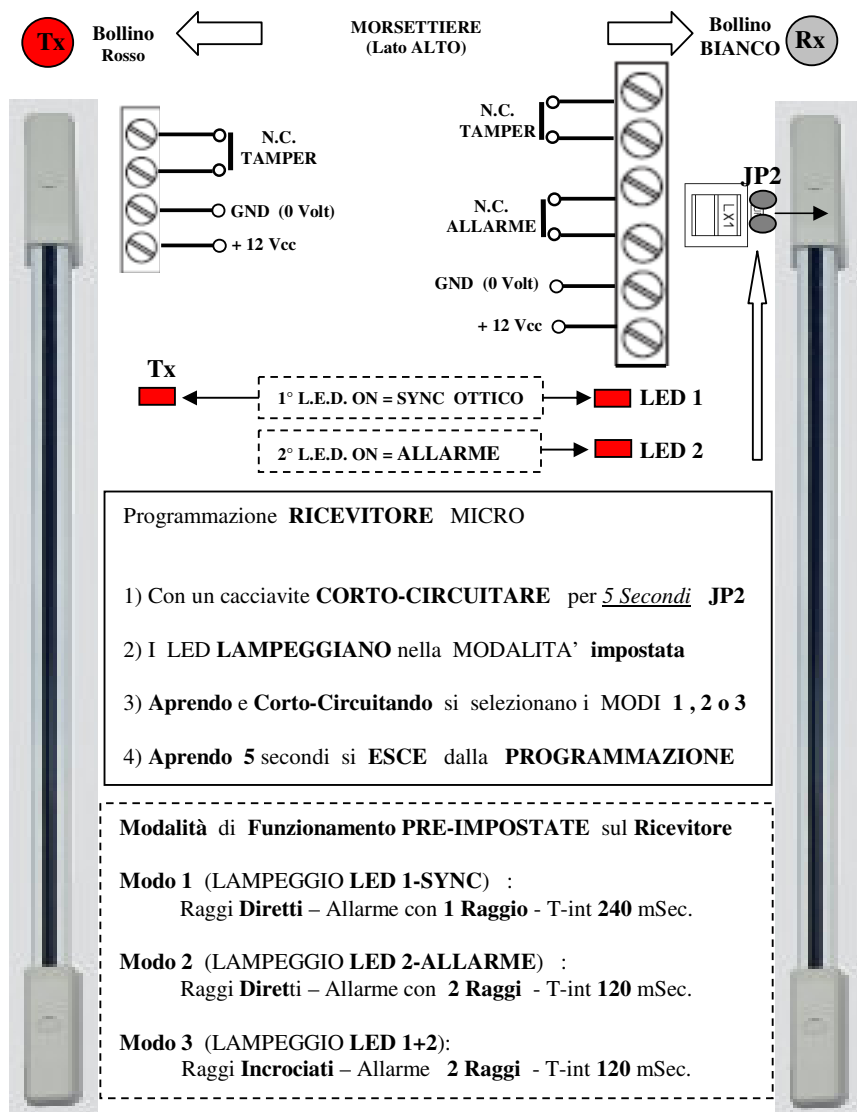 Tx
Bollino
Rosso
MORSETTIERE
(Lato ALTO)
Bollino
BIANCO
Rx
N.C.
TAMPER
GND (0 Volt)
+ 12 Vcc
N.C.
TAMPER
N.C.
ALLARME
GND (0 Volt)
+ 12 Vcc
JP2
LX1
Tx
1° L.E.D. ON = SYNC OTTICO
LED 1
2° L.E.D. ON = ALLARME
LED 2
Programmazione RICEVITORE MICRO
1) Con un cacciavite CORTO-CIRCUITARE per 5 Secondi JP2
2) I LED LAMPEGGIANO nella MODALITA’ impostata
3) Aprendo e Corto-Circuitando si selezionano i MODI 1 , 2 o 3
4) Aprendo 5 secondi si ESCE dalla PROGRAMMAZIONE
Modalità di Funzionamento PRE-IMPOSTATE sul Ricevitore
Modo 1 (LAMPEGGIO LED 1-SYNC) :
Raggi Diretti – Allarme con 1 Raggio - T-int 240 mSec.
Modo 2 (LAMPEGGIO LED 2-ALLARME) :
Raggi Diretti – Allarme con 2 Raggi - T-int 120 mSec.
Modo 3 (LAMPEGGIO LED 1+2):
Raggi Incrociati – Allarme 2 Raggi - T-int 120 mSec.